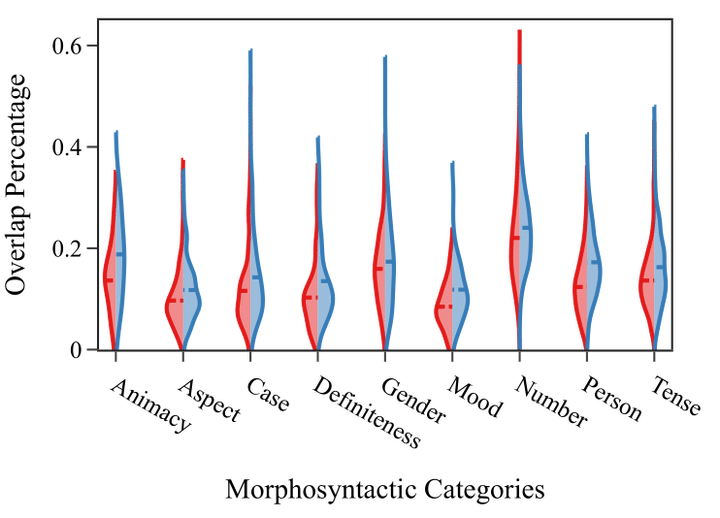 Overlap Percentage
0.6
0.4
0.2
0
Animacy
Aspect
Case
Definiteness
Gender
Mood
Number
Person
Tense
Morphosyntactic Categories